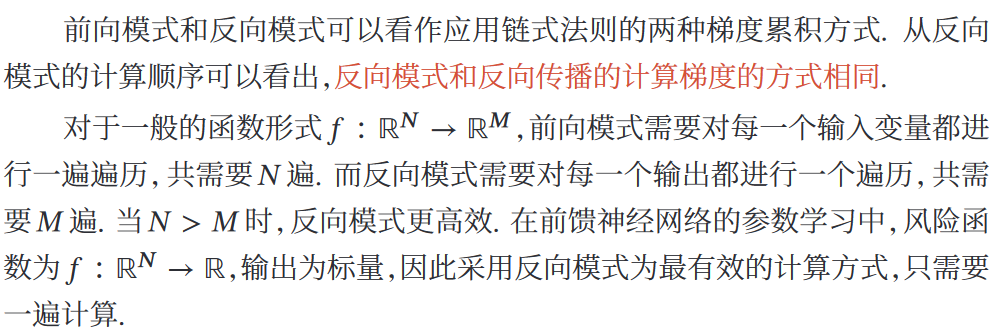 前向模式和反向模式可以看作应用链式法则的两种梯度累积方式. 从反向
模式的计算顺序可以看出,反向模式和反向传播的计算梯度的方式相同.
对于一般的函数形式 f : ℝᴺ → ℝᴹ,前向模式需要对每一个输入变量都进
行一遍遍历, 共需要 N 遍. 而反向模式需要对每一个输出都进行一个遍历, 共需
要 M 遍. 当 N > M 时, 反向模式更高效. 在前馈神经网络的参数学习中, 风险函
数为 f : ℝᴺ → ℝ,输出为标量,因此采用反向模式为最有效的计算方式,只需要
一遍计算.